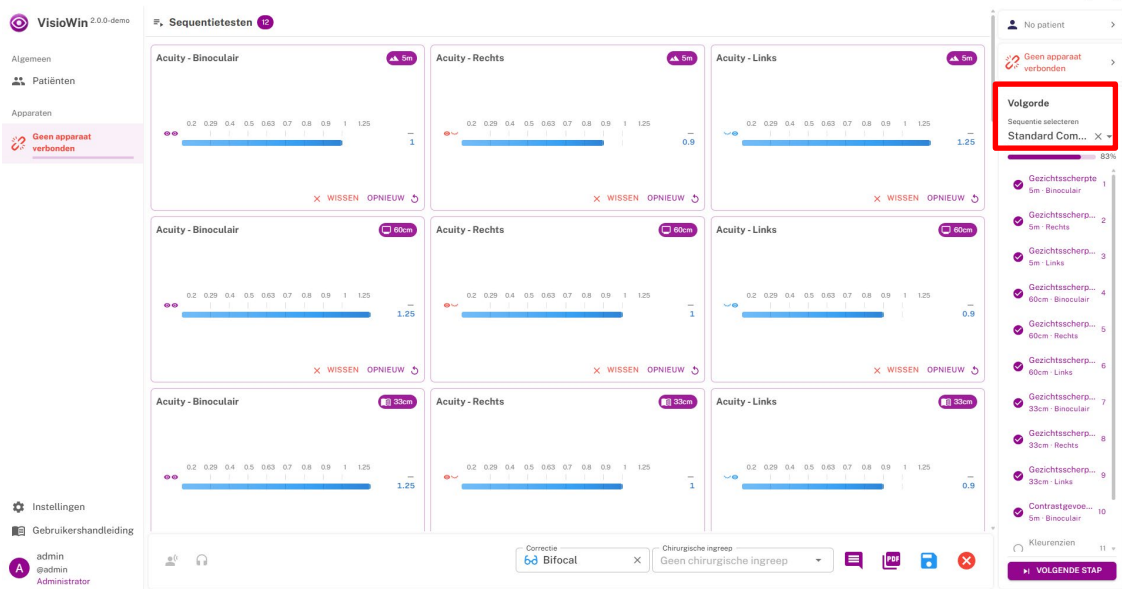 VisioWin 2.0.0-demo
Algemeen
Patiënten
Apparaten
Geen apparaat
verbonden
Instellingen
Gebruikershandleiding
A
admin
@admin
Administrator
Sequentietesten 12
Acuity - Binoculair 5m
0.2 0.29 0.4 0.5 0.63 0.7 0.8 0.9 1 1.25
–
1
WISSEN OPNIEUW
Acuity - Rechts 5m
0.2 0.29 0.4 0.5 0.63 0.7 0.8 0.9 1 1.25
–
0.9
WISSEN OPNIEUW
Acuity - Links 5m
0.2 0.29 0.4 0.5 0.63 0.7 0.8 0.9 1 1.25
–
1.25
WISSEN OPNIEUW
Acuity - Binoculair 60cm
0.2 0.29 0.4 0.5 0.63 0.7 0.8 0.9 1 1.25
–
1.25
WISSEN OPNIEUW
Acuity - Rechts 60cm
0.2 0.29 0.4 0.5 0.63 0.7 0.8 0.9 1 1.25
–
1
WISSEN OPNIEUW
Acuity - Links 60cm
0.2 0.29 0.4 0.5 0.63 0.7 0.8 0.9 1 1.25
–
0.9
WISSEN OPNIEUW
Acuity - Binoculair 33cm
0.2 0.29 0.4 0.5 0.63 0.7 0.8 0.9 1 1.25
–
1.25
Acuity - Rechts 33cm
0.2 0.29 0.4 0.5 0.63 0.7 0.8 0.9 1 1.25
–
1
Acuity - Links 33cm
0.2 0.29 0.4 0.5 0.63 0.7 0.8 0.9 1 1.25
–
0.9
Correctie
Bifocal
Chirurgische ingreep
Geen chirurgische ingreep
PDF
No patient
Geen apparaat
verbonden
Volgorde
Sequentie selecteren
Standard Com...
83%
Gezichtsscherpte 1
5m · Binoculair
Gezichtsscherp... 2
5m · Rechts
Gezichtsscherp... 3
5m · Links
Gezichtsscherp... 4
60cm · Binoculair
Gezichtsscherp... 5
60cm · Rechts
Gezichtsscherp... 6
60cm · Links
Gezichtsscherp... 7
33cm · Binoculair
Gezichtsscherp... 8
33cm · Rechts
Gezichtsscherp... 9
33cm · Links
Contrastgevoe... 10
5m · Binoculair
Kleurenzien 11
VOLGENDE STAP